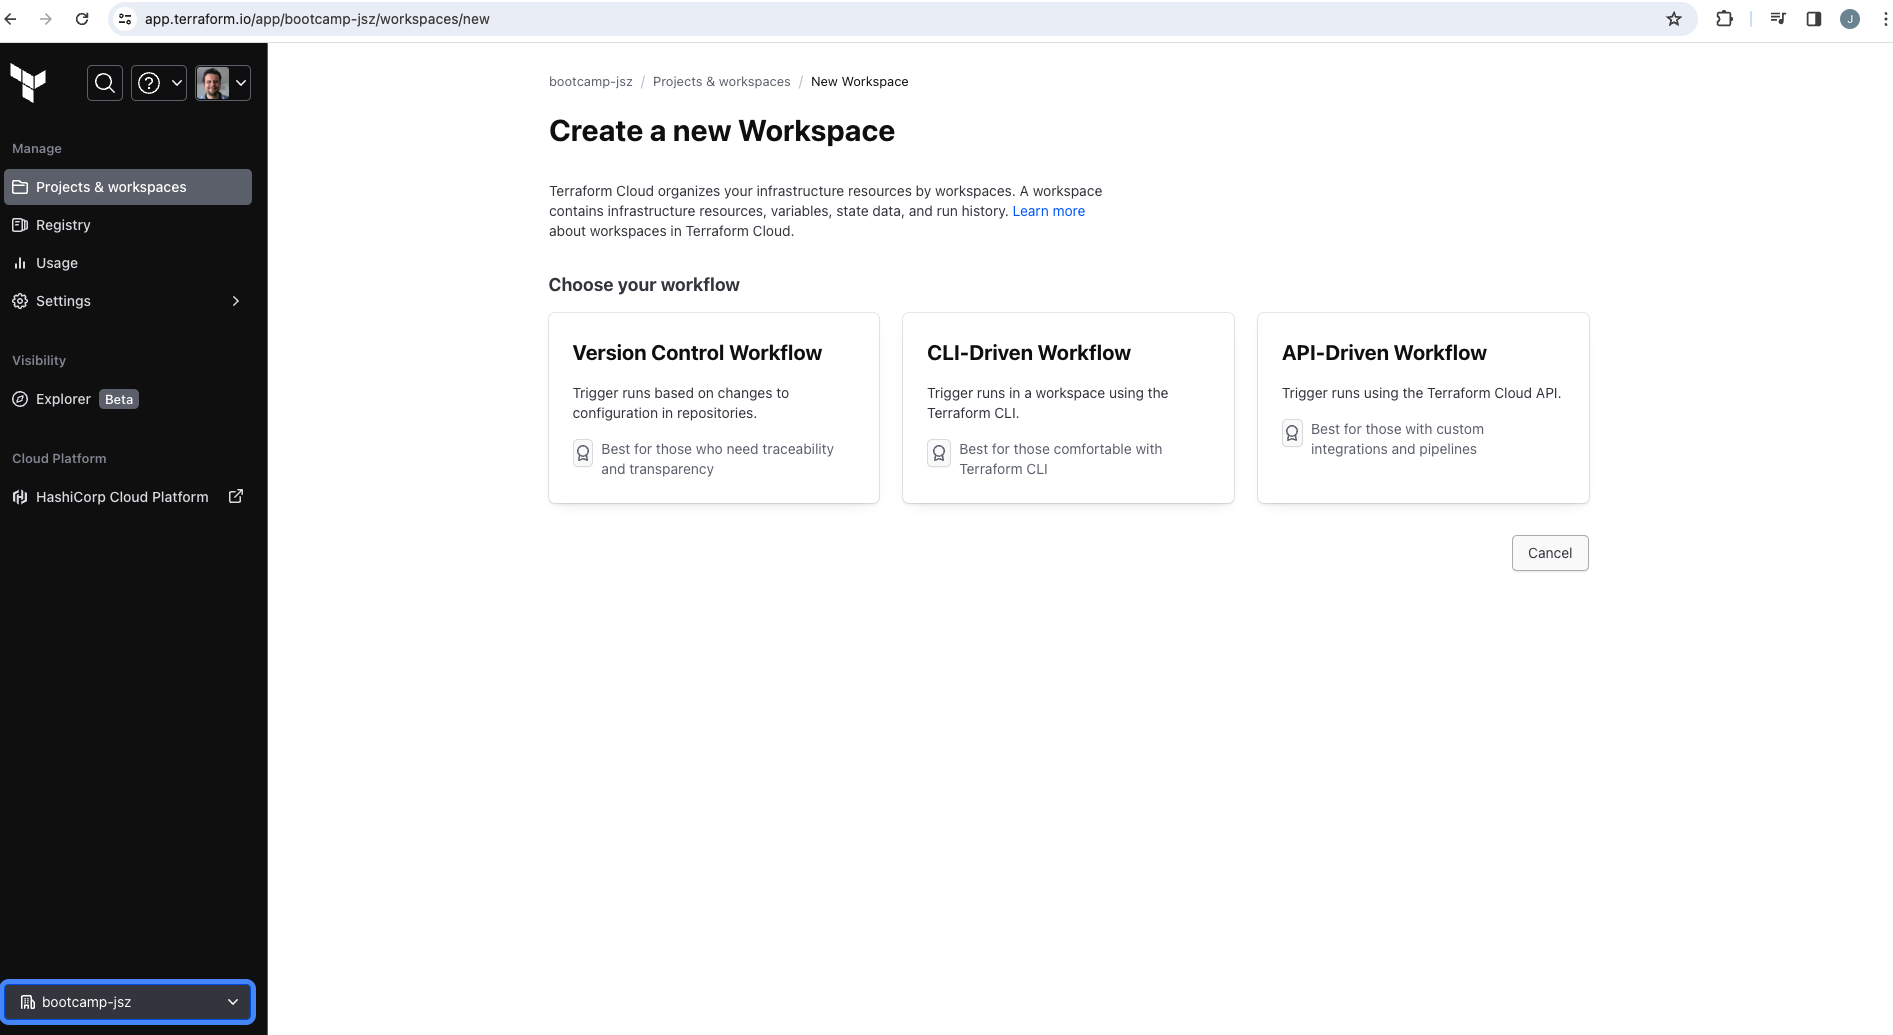 app.terraform.io/app/bootcamp-jsz/workspaces/new
J
Manage
Projects & workspaces
Registry
Usage
Settings
Visibility
Explorer Beta
Cloud Platform
HashiCorp Cloud Platform
bootcamp-jsz
bootcamp-jsz / Projects & workspaces / New Workspace
Create a new Workspace
Terraform Cloud organizes your infrastructure resources by workspaces. A workspace
contains infrastructure resources, variables, state data, and run history. Learn more
about workspaces in Terraform Cloud.
Choose your workflow
Version Control Workflow
Trigger runs based on changes to
configuration in repositories.
Best for those who need traceability
and transparency
CLI-Driven Workflow
Trigger runs in a workspace using the
Terraform CLI.
Best for those comfortable with
Terraform CLI
API-Driven Workflow
Trigger runs using the Terraform Cloud API.
Best for those with custom
integrations and pipelines
Cancel